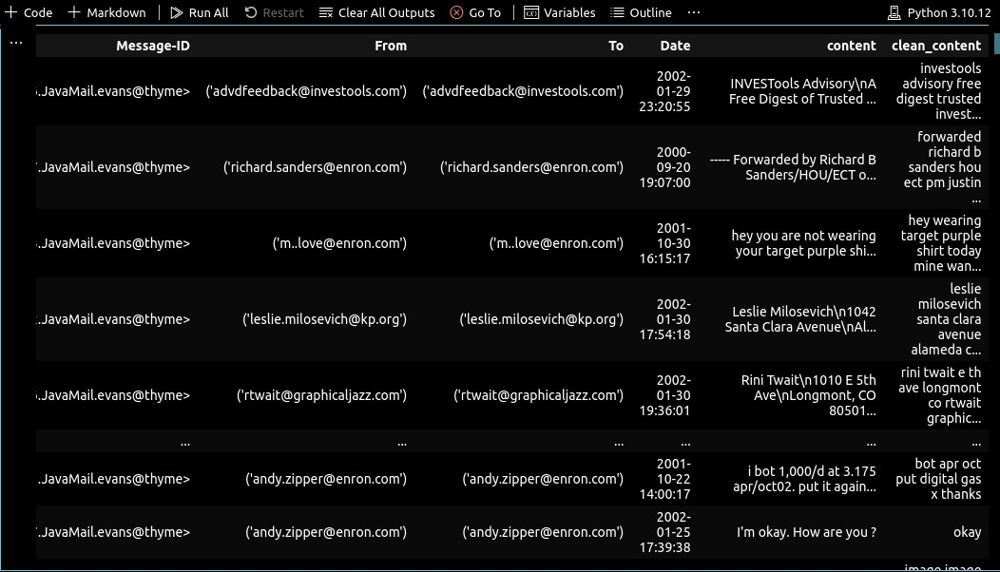 Code Markdown Run All Restart Clear All Outputs Go To Variables Outline ... Python 3.10.12
...
Message-ID From To Date content clean_content
.JavaMail.evans@thyme> ('advdfeedback@investools.com') ('advdfeedback@investools.com') 2002-01-29 23:20:55 INVESTools Advisory\nA Free Digest of Trusted ... investools advisory free digest trusted invest...
.JavaMail.evans@thyme> ('richard.sanders@enron.com') ('richard.sanders@enron.com') 2000-09-20 19:07:00 ----- Forwarded by Richard B Sanders/HOU/ECT o... forwarded richard b sanders hou ect pm justin ...
.JavaMail.evans@thyme> ('m..love@enron.com') ('m..love@enron.com') 2001-10-30 16:15:17 hey you are not wearing your target purple shi... hey wearing target purple shirt today mine wan...
.JavaMail.evans@thyme> ('leslie.milosevich@kp.org') ('leslie.milosevich@kp.org') 2002-01-30 17:54:18 Leslie Milosevich\n1042 Santa Clara Avenue\nAl... leslie milosevich santa clara avenue alameda c...
.JavaMail.evans@thyme> ('rtwait@graphicaljazz.com') ('rtwait@graphicaljazz.com') 2002-01-30 19:36:01 Rini Twait\n1010 E 5th Ave\nLongmont, CO 80501... rini twait e th ave longmont co rtwait graphic...
... ... ... ... ... ...
.JavaMail.evans@thyme> ('andy.zipper@enron.com') ('andy.zipper@enron.com') 2001-10-22 14:00:17 i bot 1,000/d at 3.175 apr/oct02. put it again... bot apr oct put digital gas x thanks
.JavaMail.evans@thyme> ('andy.zipper@enron.com') ('andy.zipper@enron.com') 2002-01-25 17:39:38 I'm okay. How are you ? okay
image image